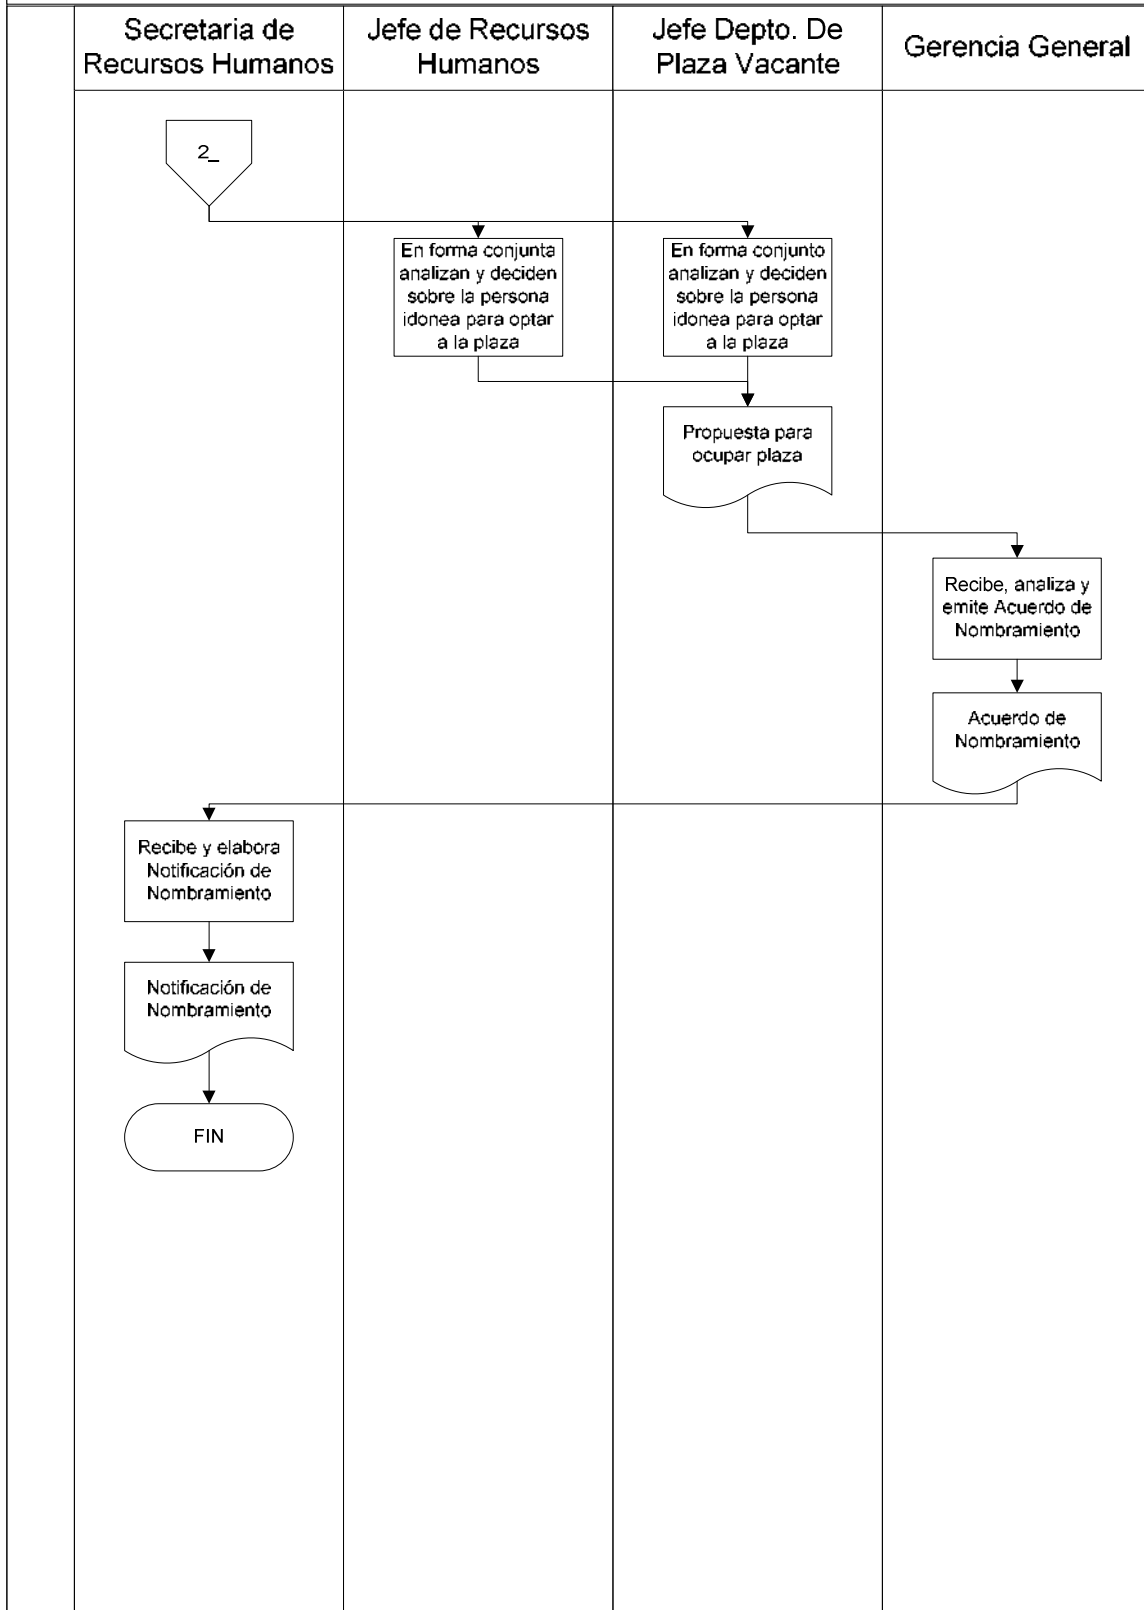 Secretaria de
Recursos Humanos
Jefe de Recursos
Humanos
Jefe Depto. De
Plaza Vacante
Gerencia General
2_
En forma conjunta
analizan y deciden
sobre la persona
idonea para optar
a la plaza
En forma conjunto
analizan y deciden
sobre la persona
idonea para optar
a la plaza
Propuesta para
ocupar plaza
Recibe, analiza y
emite Acuerdo de
Nombramiento
Acuerdo de
Nombramiento
Recibe y elabora
Notificación de
Nombramiento
Notificación de
Nombramiento
FIN